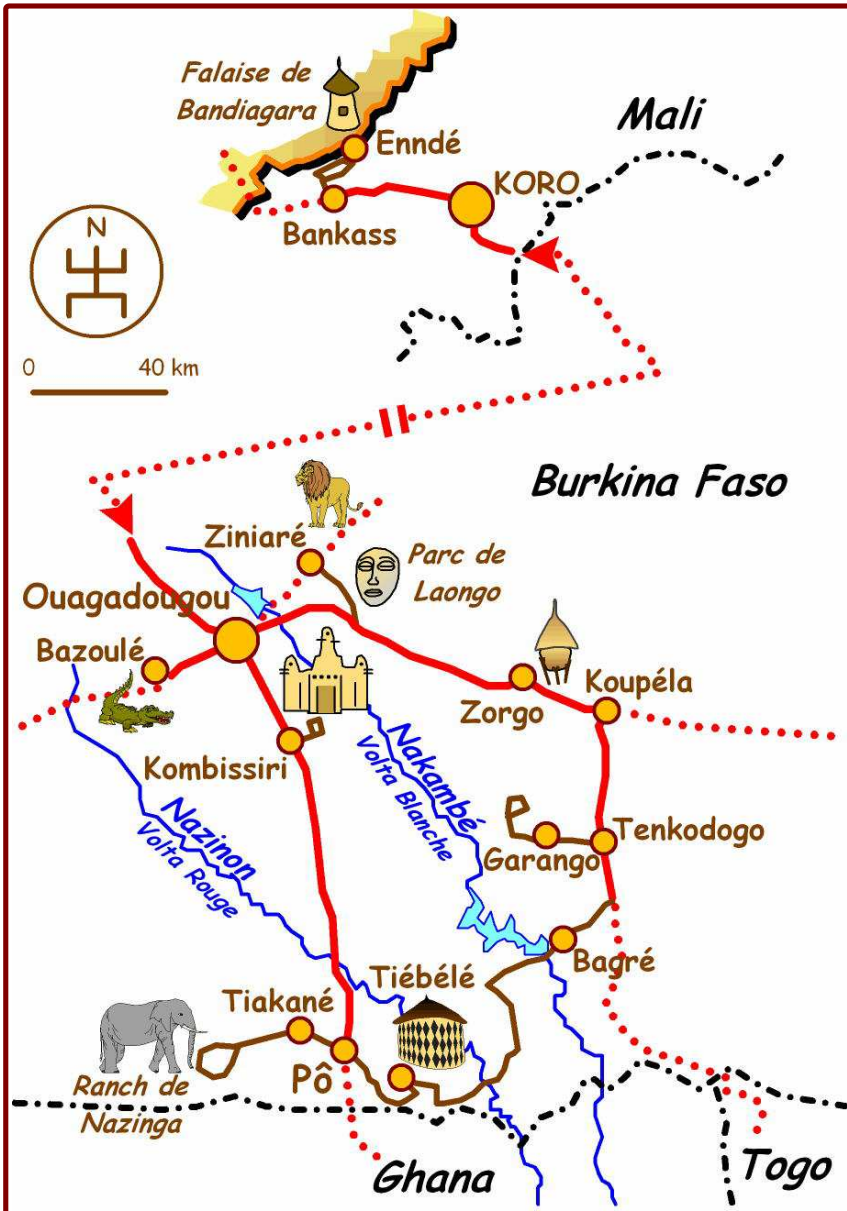 Falaise de
Bandiagara
Mali
Enndé
KORO
Bankass
N
0 40 km
Burkina Faso
Ziniaré
Parc de
Laongo
Ouagadougou
Bazoulé
Zorgo
Koupéla
Kombissiri
Nakambé
Volta Blanche
Nazinon
Volta Rouge
Garango
Tenkodogo
Bagré
Tiébélé
Tiakané
Pô
Ranch de
Nazinga
Ghana
Togo